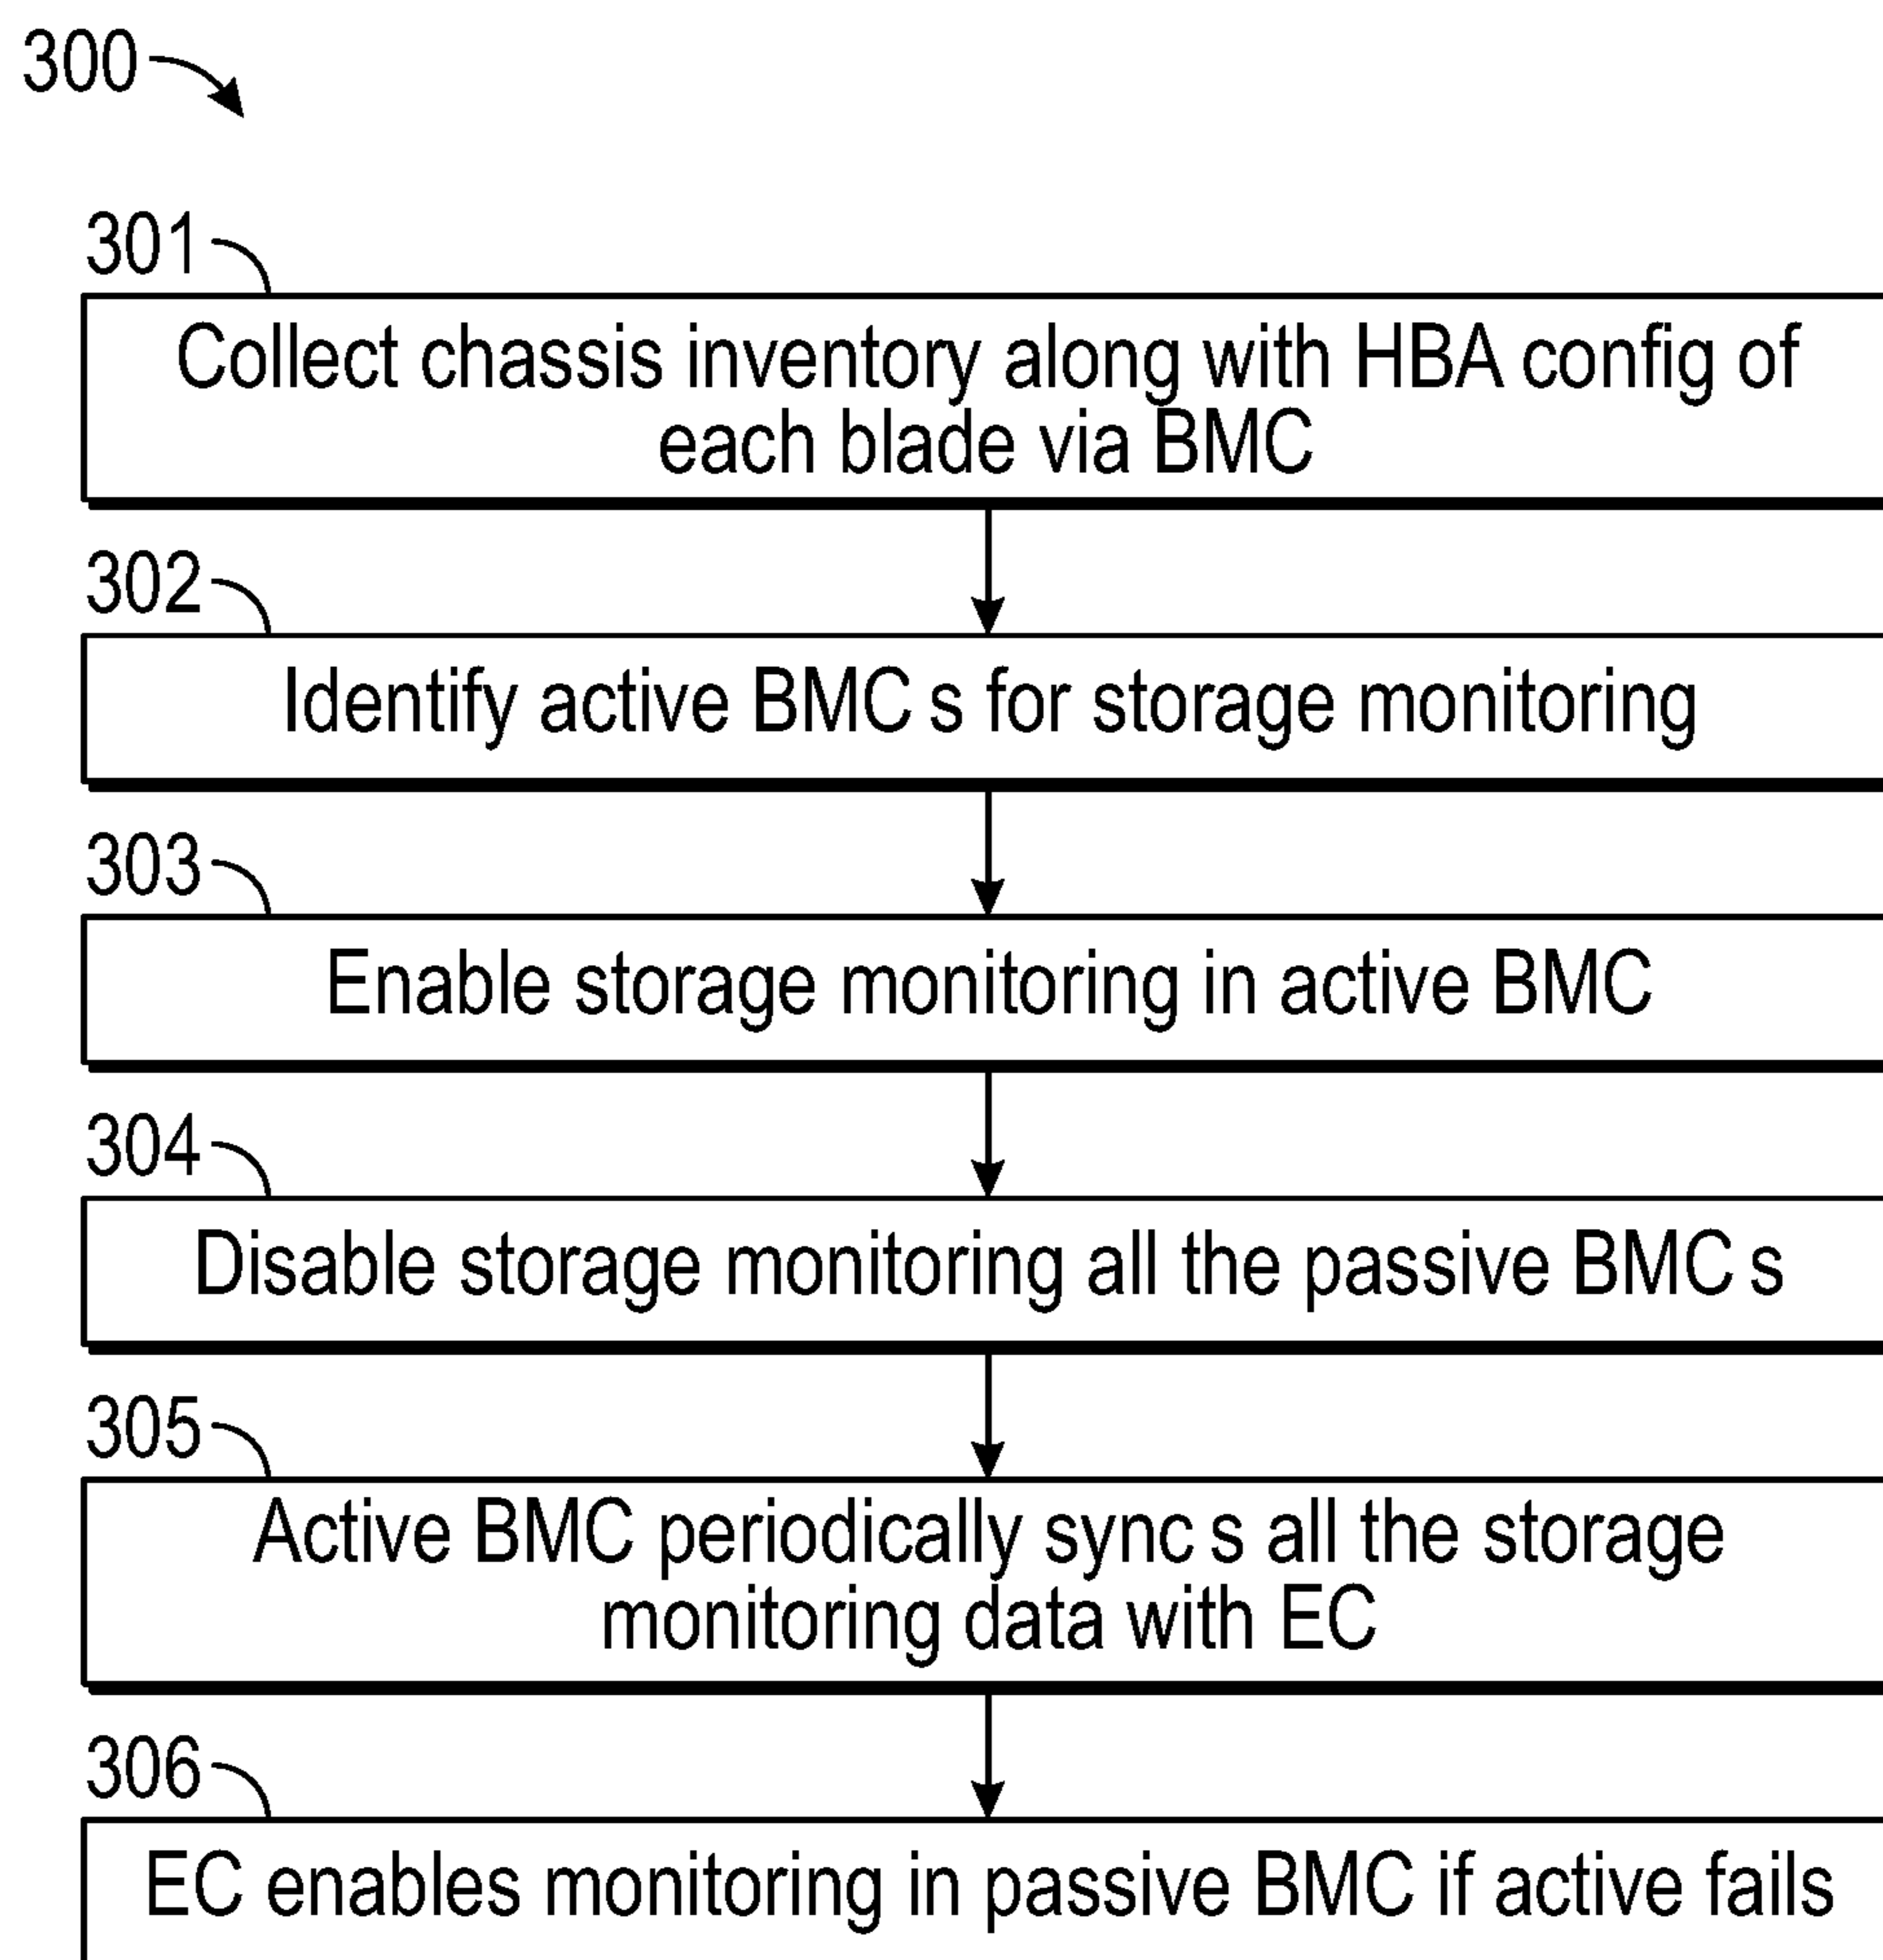 300
301
Collect chassis inventory along with HBA config of
each blade via BMC
302
Identify active BMC s for storage monitoring
303
Enable storage monitoring in active BMC
304
Disable storage monitoring all the passive BMC s
305
Active BMC periodically sync s all the storage
monitoring data with EC
306
EC enables monitoring in passive BMC if active fails